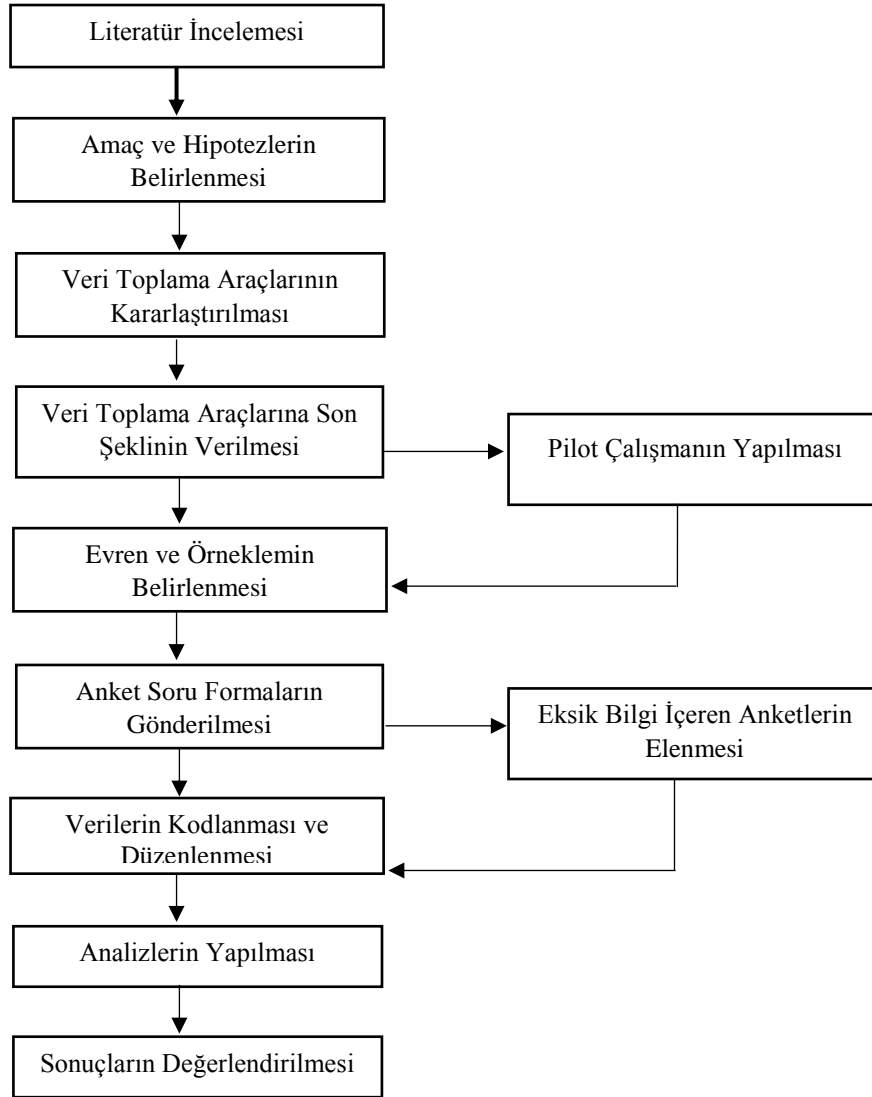 Literatür İncelemesi
Amaç ve Hipotezlerin
Belirlenmesi
Veri Toplama Araçlarının
Kararlaştırılması
Veri Toplama Araçlarına Son
Şeklinin Verilmesi
Pilot Çalışmanın Yapılması
Evren ve Örneklemin
Belirlenmesi
Anket Soru Formaların
Gönderilmesi
Eksik Bilgi İçeren Anketlerin
Elenmesi
Verilerin Kodlanması ve
Düzenlenmesi
Analizlerin Yapılması
Sonuçların Değerlendirilmesi